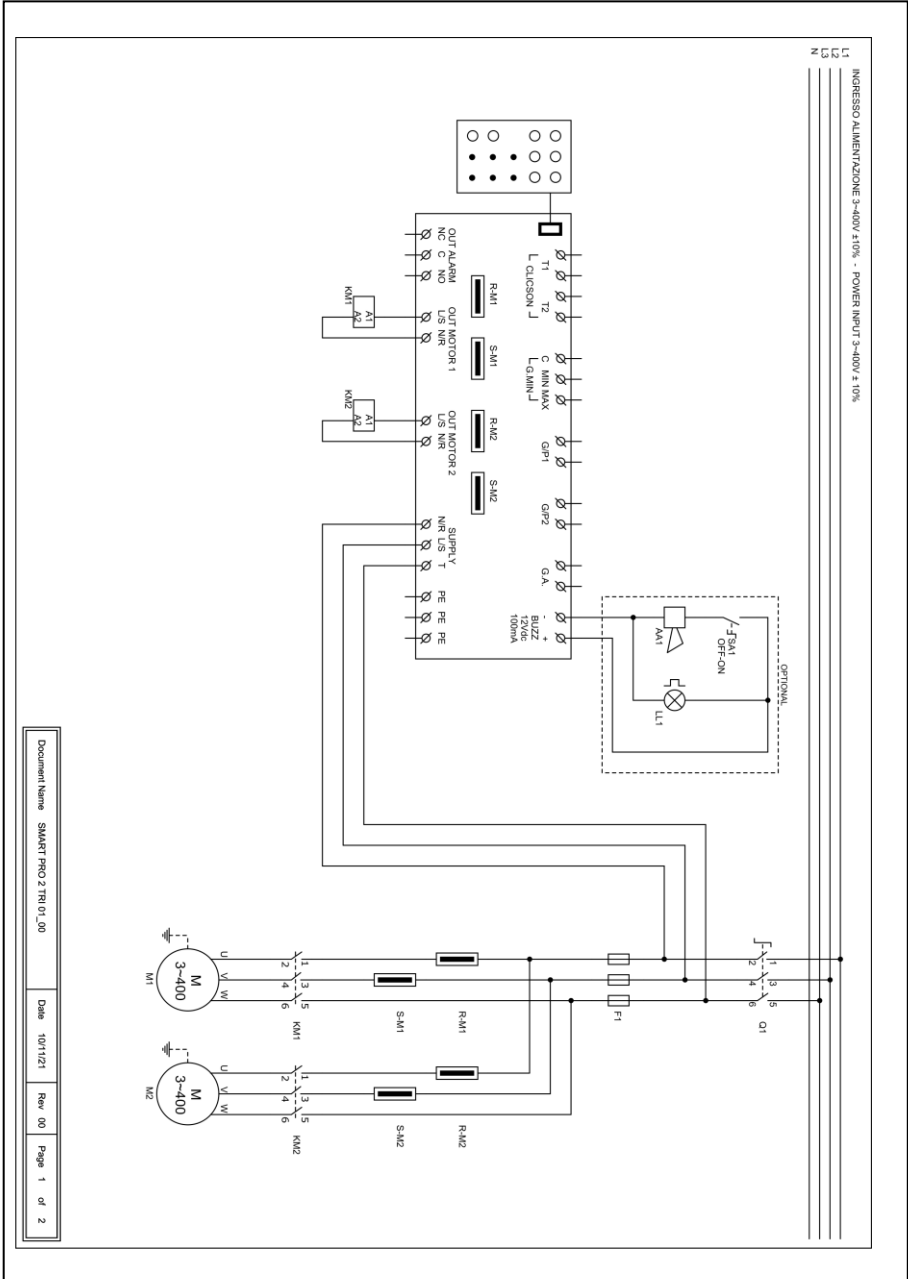 INGRESSO ALIMENTAZIONE 3~400V ±10% - POWER INPUT 3~400V ± 10%
L1
L2
L3
N
OPTIONAL
SA1
OFF-ON
AA1
LL1
T1
T2
CLICSON
C MIN MAX
G.MIN
G/P1
G/P2
G.A.
- +
BUZZ
12Vdc
100mA
R-M1
S-M1
R-M2
S-M2
OUT ALARM
NC C NO
OUT MOTOR 1
L/S N/R
OUT MOTOR 2
L/S N/R
SUPPLY
N/R L/S T
PE PE PE
KM1
A1
A2
KM2
A1
A2
Q1
1 3 5
2 4 6
F1
R-M1
S-M1
R-M2
S-M2
KM1
1 3 5
2 4 6
KM2
1 3 5
2 4 6
U V W
M
3~400
M1
U V W
M
3~400
M2
Document Name SMART PRO 2 TRI 01_00 Date 10/11/21 Rev 00 Page 1 of 2